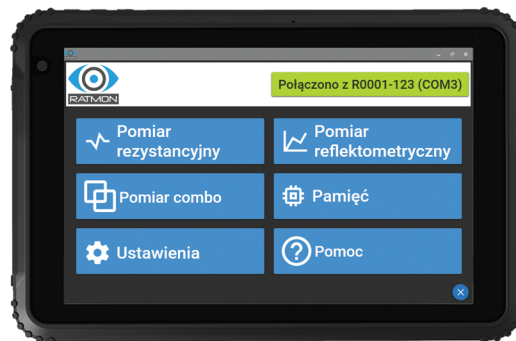 RATMON
Połączono z R0001-123 (COM3)
Pomiar
rezystancyjny
Pomiar
reflektometryczny
Pomiar combo
Pamięć
Ustawienia
Pomoc